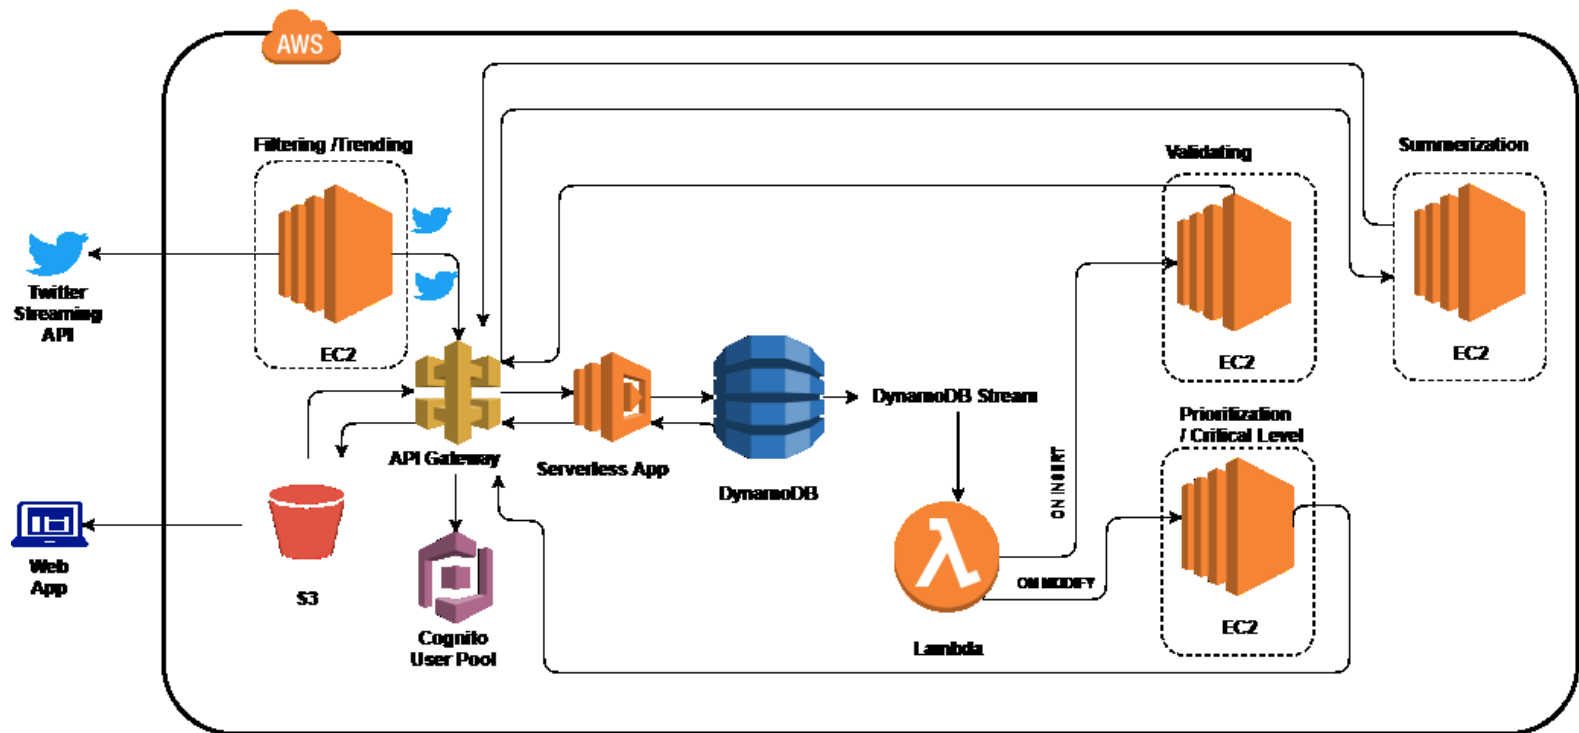 AWS
Filtering /Trending
Validating
Summerization
Twitter
Streaming
API
EC2
EC2
EC2
DynamoDB Stream
Prioritization
/ Critical Level
API Gateway
Serverless App
DynamoDB
ON INSERT
ON MODIFY
Web
App
S3
Cognito
User Pool
Lambda
EC2